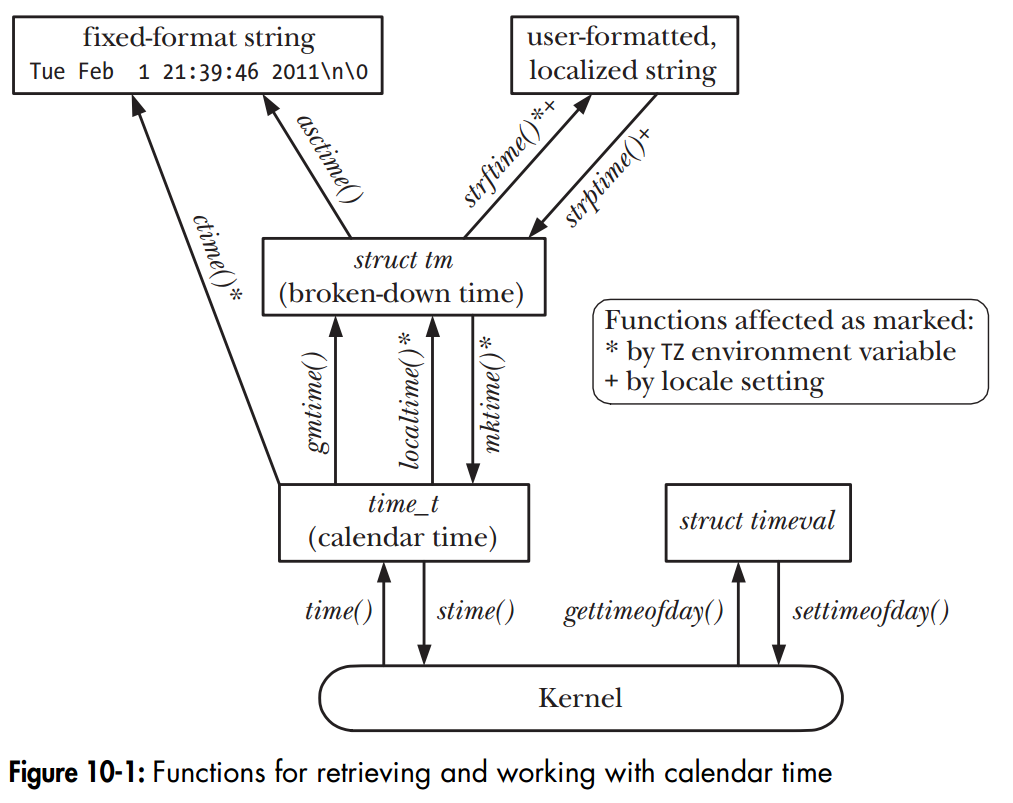 fixed-format string
Tue Feb  1 21:39:46 2011\n\0
user-formatted,
localized string
asctime()
strftime()*+
strptime()+
ctime()*
struct tm
(broken-down time)
Functions affected as marked:
* by TZ environment variable
+ by locale setting
gmtime()
localtime()*
mktime()*
time_t
(calendar time)
struct timeval
time()
stime()
gettimeofday()
settimeofday()
Kernel
Figure 10-1: Functions for retrieving and working with calendar time